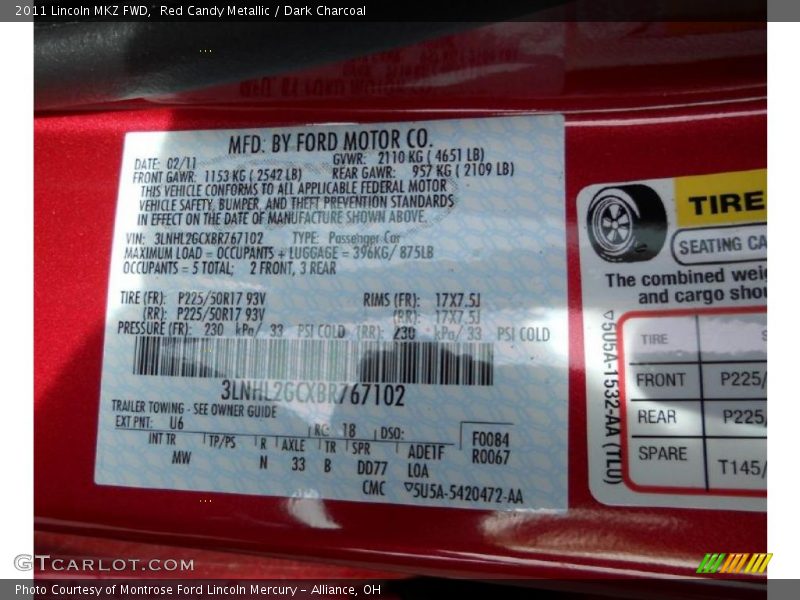 2011 Lincoln MKZ FWD, Red Candy Metallic / Dark Charcoal
MFD. BY FORD MOTOR CO.
DATE: 02/11 GVWR: 2110 KG ( 4651 LB)
FRONT GAWR: 1153 KG ( 2542 LB) REAR GAWR: 957 KG ( 2109 LB)
THIS VEHICLE CONFORMS TO ALL APPLICABLE FEDERAL MOTOR
VEHICLE SAFETY, BUMPER, AND THEFT PREVENTION STANDARDS
IN EFFECT ON THE DATE OF MANUFACTURE SHOWN ABOVE.
VIN: 3LNHL2GCXBR767102 TYPE: Passenger Car
MAXIMUM LOAD = OCCUPANTS + LUGGAGE = 396KG/ 875LB
OCCUPANTS = 5 TOTAL; 2 FRONT, 3 REAR
TIRE (FR): P225/50R17 93V RIMS (FR): 17X7.5J
(RR): P225/50R17 93V (RR): 17X7.5J
PRESSURE (FR): 230 kPa/ 33 PSI COLD (RR): 230 kPa/ 33 PSI COLD
3LNHL2GCXBR767102
TRAILER TOWING - SEE OWNER GUIDE
EXT PNT: U6 RC: 18 DSO: F0084
INT TR TP/PS R AXLE TR SPR ADE1F R0067
MW N 33 B DD77 LOA
CMC ▽5U5A-5420472-AA
TIRE
SEATING CA
The combined weig
and cargo shou
TIRE S
FRONT P225/
REAR P225/
SPARE T145/
▽5U5A-1532-AA (TLU)
GTCARLOT.COM
Photo Courtesy of Montrose Ford Lincoln Mercury - Alliance, OH